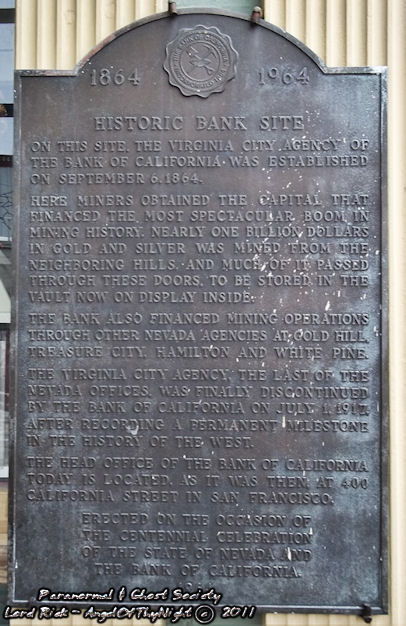 1864 1964
HISTORIC BANK SITE
ON THIS SITE, THE VIRGINIA CITY AGENCY OF
THE BANK OF CALIFORNIA WAS ESTABLISHED
ON SEPTEMBER 6, 1864.
HERE MINERS OBTAINED THE CAPITAL THAT
FINANCED THE MOST SPECTACULAR BOOM IN
MINING HISTORY. NEARLY ONE BILLION DOLLARS
IN GOLD AND SILVER WAS MINED FROM THE
NEIGHBORING HILLS, AND MUCH OF IT PASSED
THROUGH THESE DOORS, TO BE STORED IN THE
VAULT NOW ON DISPLAY INSIDE.
THE BANK ALSO FINANCED MINING OPERATIONS
THROUGH OTHER NEVADA AGENCIES AT GOLD HILL,
TREASURE CITY, HAMILTON AND WHITE PINE.
THE VIRGINIA CITY AGENCY, THE LAST OF THE
NEVADA OFFICES, WAS FINALLY DISCONTINUED
BY THE BANK OF CALIFORNIA ON JULY 1, 1917,
AFTER RECORDING A PERMANENT MILESTONE
IN THE HISTORY OF THE WEST.
THE HEAD OFFICE OF THE BANK OF CALIFORNIA
TODAY IS LOCATED, AS IT WAS THEN, AT 400
CALIFORNIA STREET IN SAN FRANCISCO.
ERECTED ON THE OCCASION OF
THE CENTENNIAL CELEBRATION
OF THE STATE OF NEVADA AND
THE BANK OF CALIFORNIA.
Paranormal & Ghost Society
Lord Rick - AngelOfThyNight © 2011